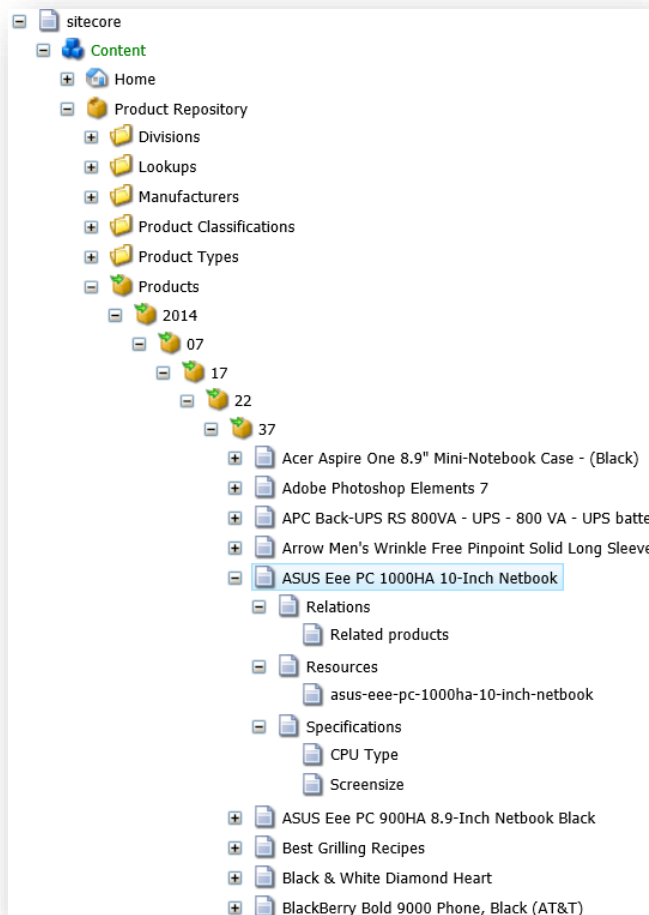 sitecore
Content
Home
Product Repository
Divisions
Lookups
Manufacturers
Product Classifications
Product Types
Products
2014
07
17
22
37
Acer Aspire One 8.9" Mini-Notebook Case - (Black)
Adobe Photoshop Elements 7
APC Back-UPS RS 800VA - UPS - 800 VA - UPS batte
Arrow Men's Wrinkle Free Pinpoint Solid Long Sleeve
ASUS Eee PC 1000HA 10-Inch Netbook
Relations
Related products
Resources
asus-eee-pc-1000ha-10-inch-netbook
Specifications
CPU Type
Screensize
ASUS Eee PC 900HA 8.9-Inch Netbook Black
Best Grilling Recipes
Black & White Diamond Heart
BlackBerry Bold 9000 Phone, Black (AT&T)